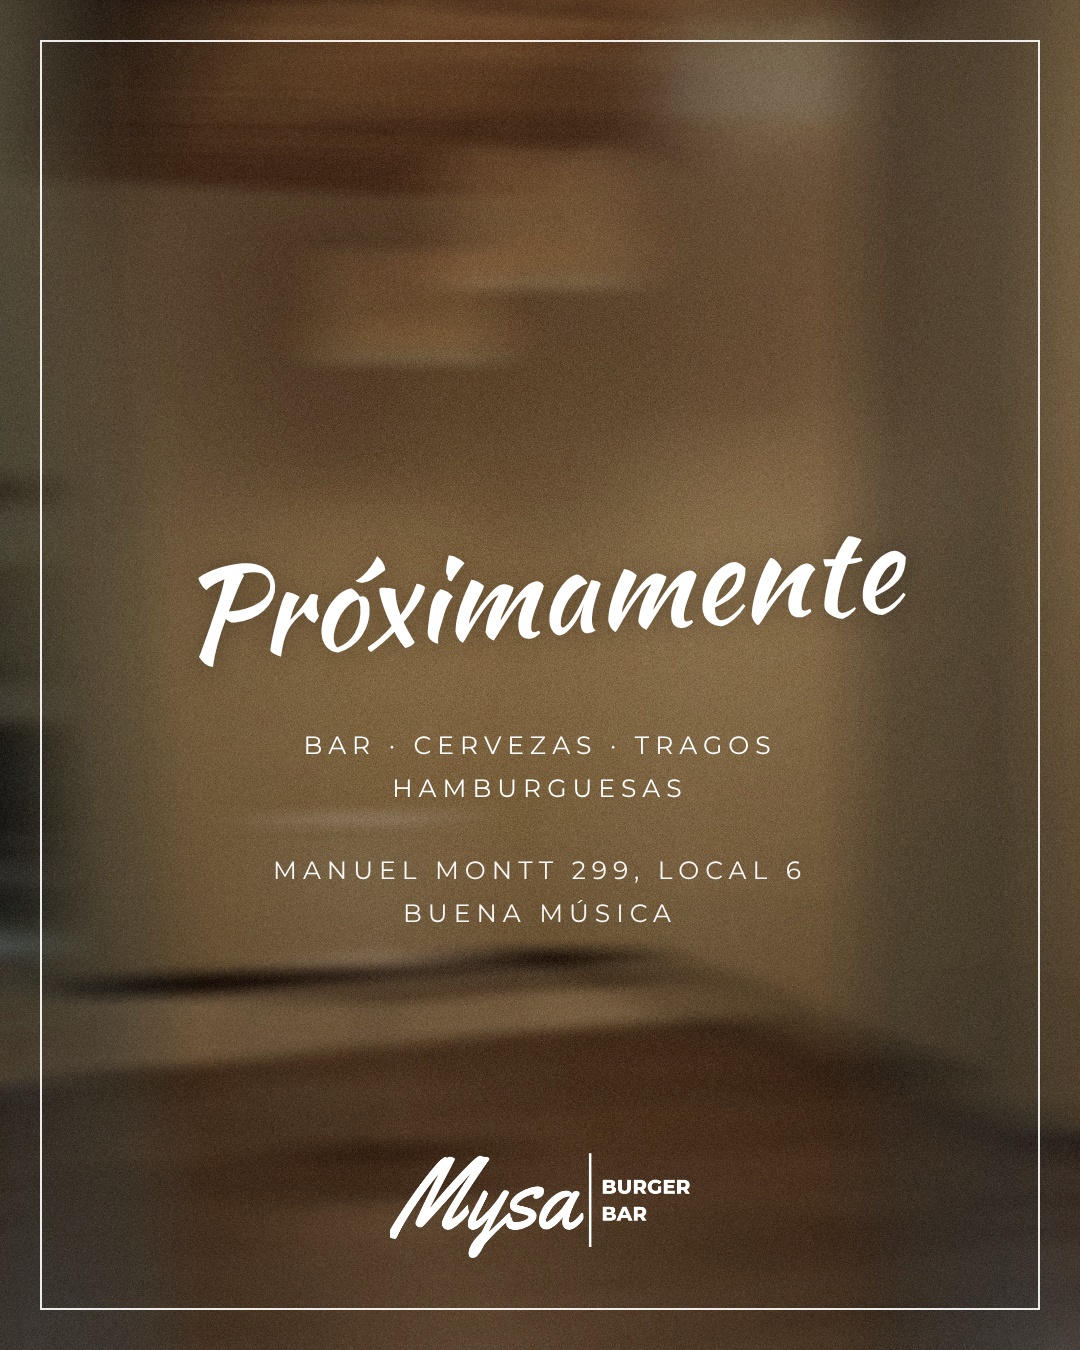 Próximamente
BAR · CERVEZAS · TRAGOS
HAMBURGUESAS
MANUEL MONTT 299, LOCAL 6
BUENA MÚSICA
Mysa
BURGER
BAR